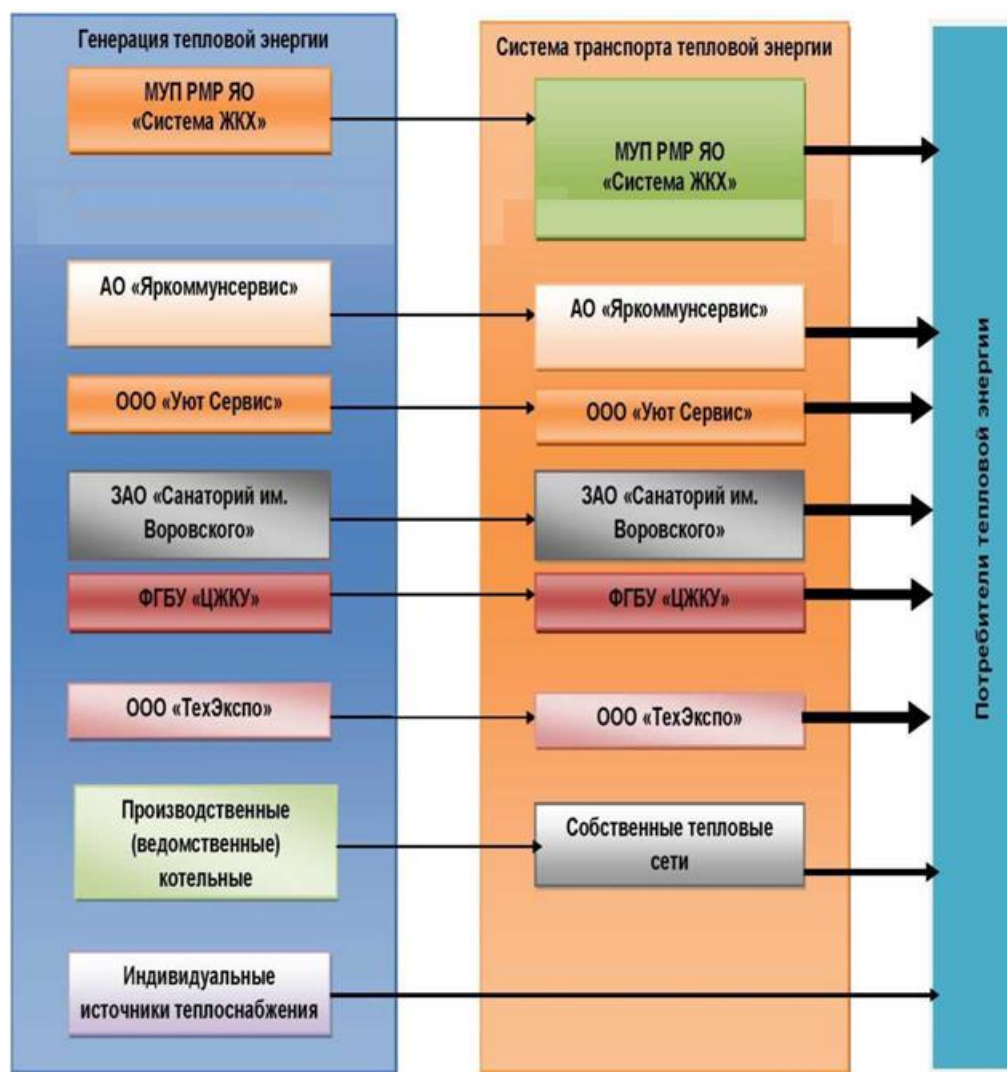 Генерация тепловой энергии
МУП РМР ЯО
«Система ЖКХ»
АО «Яркоммунсервис»
ООО «Уют Сервис»
ЗАО «Санаторий им.
Воровского»
ФГБУ «ЦЖКУ»
ООО «ТехЭкспо»
Производственные
(ведомственные)
котельные
Индивидуальные
источники теплоснабжения
Система транспорта тепловой энергии
МУП РМР ЯО
«Система ЖКХ»
АО «Яркоммунсервис»
ООО «Уют Сервис»
ЗАО «Санаторий им.
Воровского»
ФГБУ «ЦЖКУ»
ООО «ТехЭкспо»
Собственные тепловые
сети
Потребители тепловой энергии